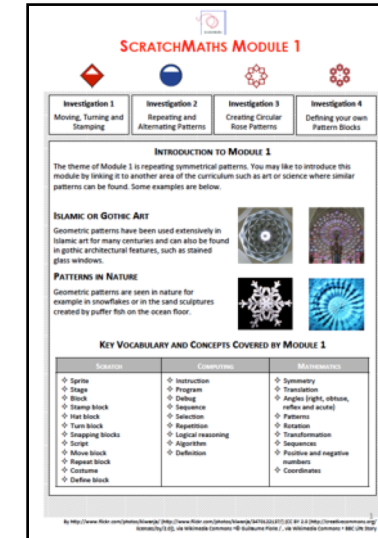 SCRATCHMATHS MODULE 1
Investigation 1
Moving, Turning and
Stamping
Investigation 2
Repeating and
Alternating Patterns
Investigation 3
Creating Circular
Rose Patterns
Investigation 4
Defining your own
Pattern Blocks
INTRODUCTION TO MODULE 1
The theme of Module 1 is repeating symmetrical patterns. You may like to introduce this
module by linking it to another area of the curriculum such as art or science where similar
patterns can be found. Some examples are below.
ISLAMIC OR GOTHIC ART
Geometric patterns have been used extensively in
Islamic art for many centuries and can also be found
in gothic architectural features, such as stained
glass windows.
PATTERNS IN NATURE
Geometric patterns are seen in nature for
example in snowflakes or in the sand sculptures
created by puffer fish on the ocean floor.
KEY VOCABULARY AND CONCEPTS COVERED BY MODULE 1
SCRATCH
Sprite
Stage
Block
Stamp block
Hat block
Turn block
Snapping blocks
Script
Move block
Repeat block
Costume
Define block
COMPUTING
Instruction
Program
Debug
Sequence
Selection
Repetition
Logical reasoning
Algorithm
Definition
MATHEMATICS
Symmetry
Translation
Angles (right, obtuse,
reflex and acute)
Patterns
Rotation
Transformation
Sequences
Positive and negative
numbers
Coordinates
1